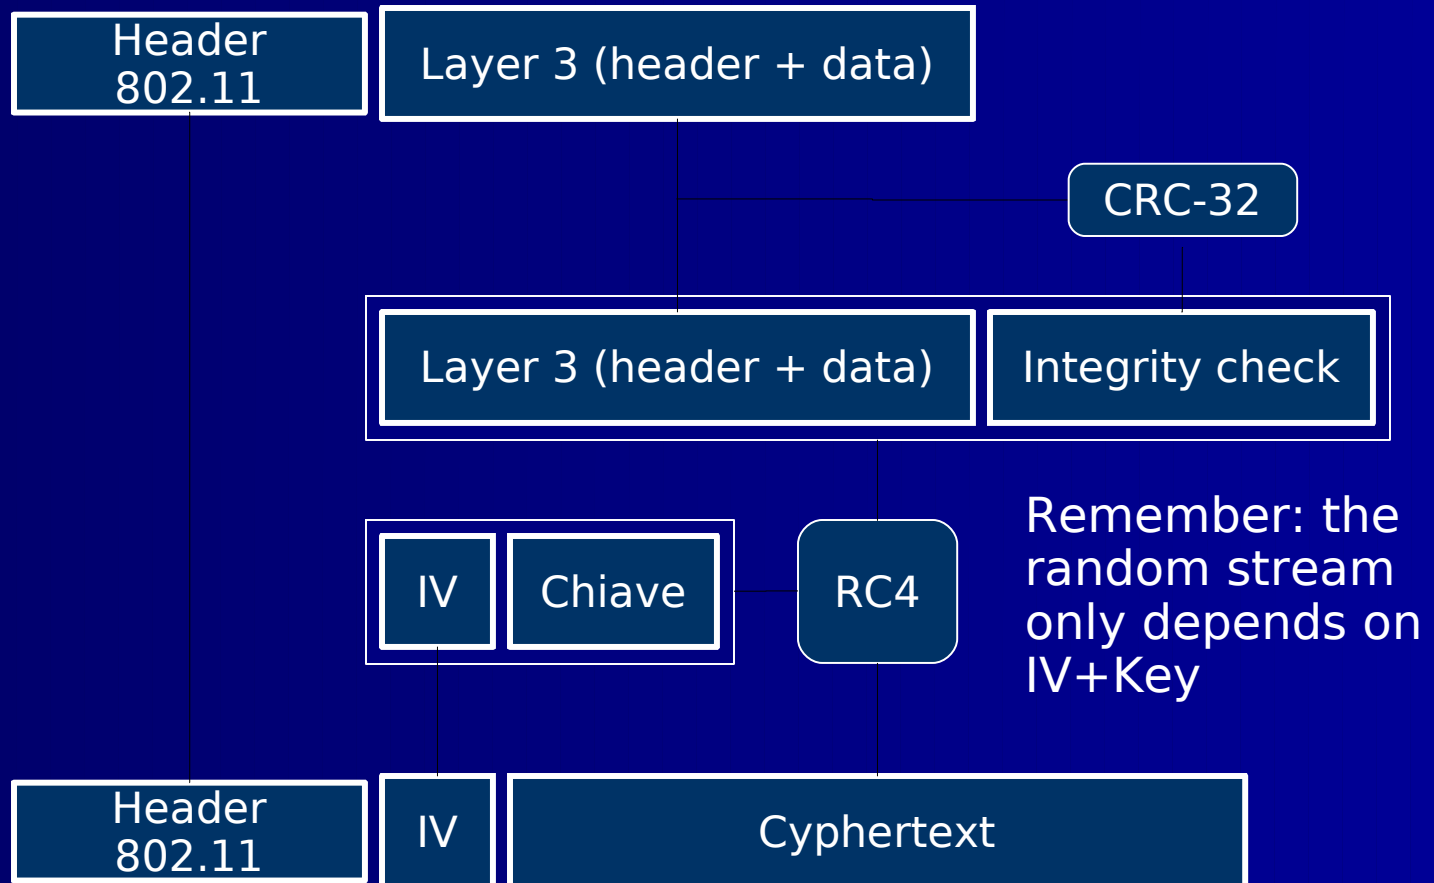 Header
802.11
Layer 3 (header + data)
CRC-32
Layer 3 (header + data)
Integrity check
IV
Chiave
RC4
Remember: the
random stream
only depends on
IV+Key
Header
802.11
IV
Cyphertext